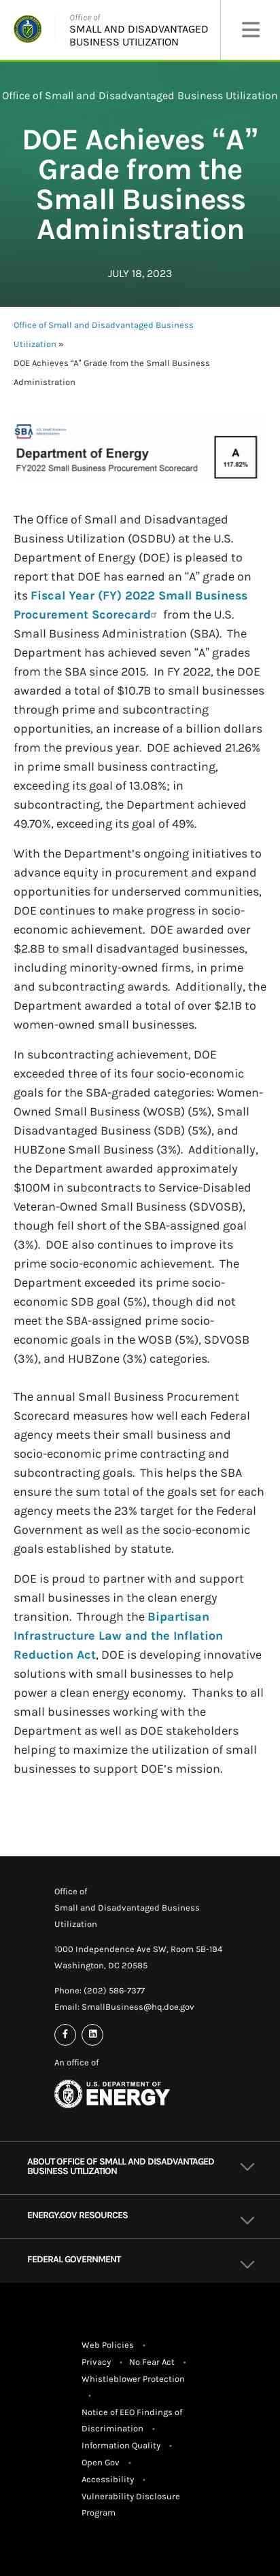 Office of
SMALL AND DISADVANTAGED
BUSINESS UTILIZATION
Office of Small and Disadvantaged Business Utilization
DOE Achieves “A”
Grade from the
Small Business
Administration
JULY 18, 2023
Office of Small and Disadvantaged Business
Utilization »
DOE Achieves “A” Grade from the Small Business
Administration
SBA
Department of Energy
FY2022 Small Business Procurement Scorecard
A
117.82%
The Office of Small and Disadvantaged
Business Utilization (OSDBU) at the U.S.
Department of Energy (DOE) is pleased to
report that DOE has earned an “A” grade on
its Fiscal Year (FY) 2022 Small Business
Procurement Scorecard from the U.S.
Small Business Administration (SBA). The
Department has achieved seven “A” grades
from the SBA since 2015. In FY 2022, the DOE
awarded a total of $10.7B to small businesses
through prime and subcontracting
opportunities, an increase of a billion dollars
from the previous year. DOE achieved 21.26%
in prime small business contracting,
exceeding its goal of 13.08%; in
subcontracting, the Department achieved
49.70%, exceeding its goal of 49%.
With the Department’s ongoing initiatives to
advance equity in procurement and expand
opportunities for underserved communities,
DOE continues to make progress in socio-
economic achievement. DOE awarded over
$2.8B to small disadvantaged businesses,
including minority-owned firms, in prime
and subcontracting awards. Additionally, the
Department awarded a total of over $2.1B to
women-owned small businesses.
In subcontracting achievement, DOE
exceeded three of its four socio-economic
goals for the SBA-graded categories: Women-
Owned Small Business (WOSB) (5%), Small
Disadvantaged Business (SDB) (5%), and
HUBZone Small Business (3%). Additionally,
the Department awarded approximately
$100M in subcontracts to Service-Disabled
Veteran-Owned Small Business (SDVOSB),
though fell short of the SBA-assigned goal
(3%). DOE also continues to improve its
prime socio-economic achievement. The
Department exceeded its prime socio-
economic SDB goal (5%), though did not
meet the SBA-assigned prime socio-
economic goals in the WOSB (5%), SDVOSB
(3%), and HUBZone (3%) categories.
The annual Small Business Procurement
Scorecard measures how well each Federal
agency meets their small business and
socio-economic prime contracting and
subcontracting goals. This helps the SBA
ensure the sum total of the goals set for each
agency meets the 23% target for the Federal
Government as well as the socio-economic
goals established by statute.
DOE is proud to partner with and support
small businesses in the clean energy
transition. Through the Bipartisan
Infrastructure Law and the Inflation
Reduction Act, DOE is developing innovative
solutions with small businesses to help
power a clean energy economy. Thanks to all
small businesses working with the
Department as well as DOE stakeholders
helping to maximize the utilization of small
businesses to support DOE’s mission.
Office of
Small and Disadvantaged Business
Utilization
1000 Independence Ave SW, Room 5B-194
Washington, DC 20585
Phone: (202) 586-7377
Email: SmallBusiness@hq.doe.gov
An office of
U.S. DEPARTMENT OF
ENERGY
ABOUT OFFICE OF SMALL AND DISADVANTAGED
BUSINESS UTILIZATION
ENERGY.GOV RESOURCES
FEDERAL GOVERNMENT
Web Policies •
Privacy • No Fear Act •
Whistleblower Protection
•
Notice of EEO Findings of
Discrimination •
Information Quality •
Open Gov •
Accessibility •
Vulnerability Disclosure
Program